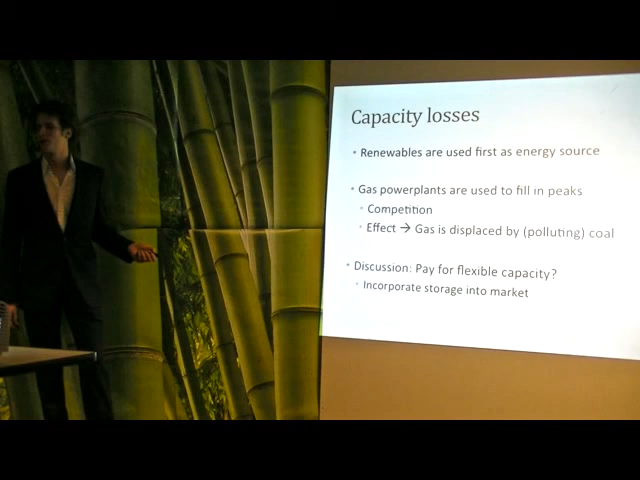 Capacity losses
• Renewables are used first as energy source
• Gas powerplants are used to fill in peaks
• Competition
• Effect → Gas is displaced by (polluting) coal
• Discussion: Pay for flexible capacity?
• Incorporate storage into market